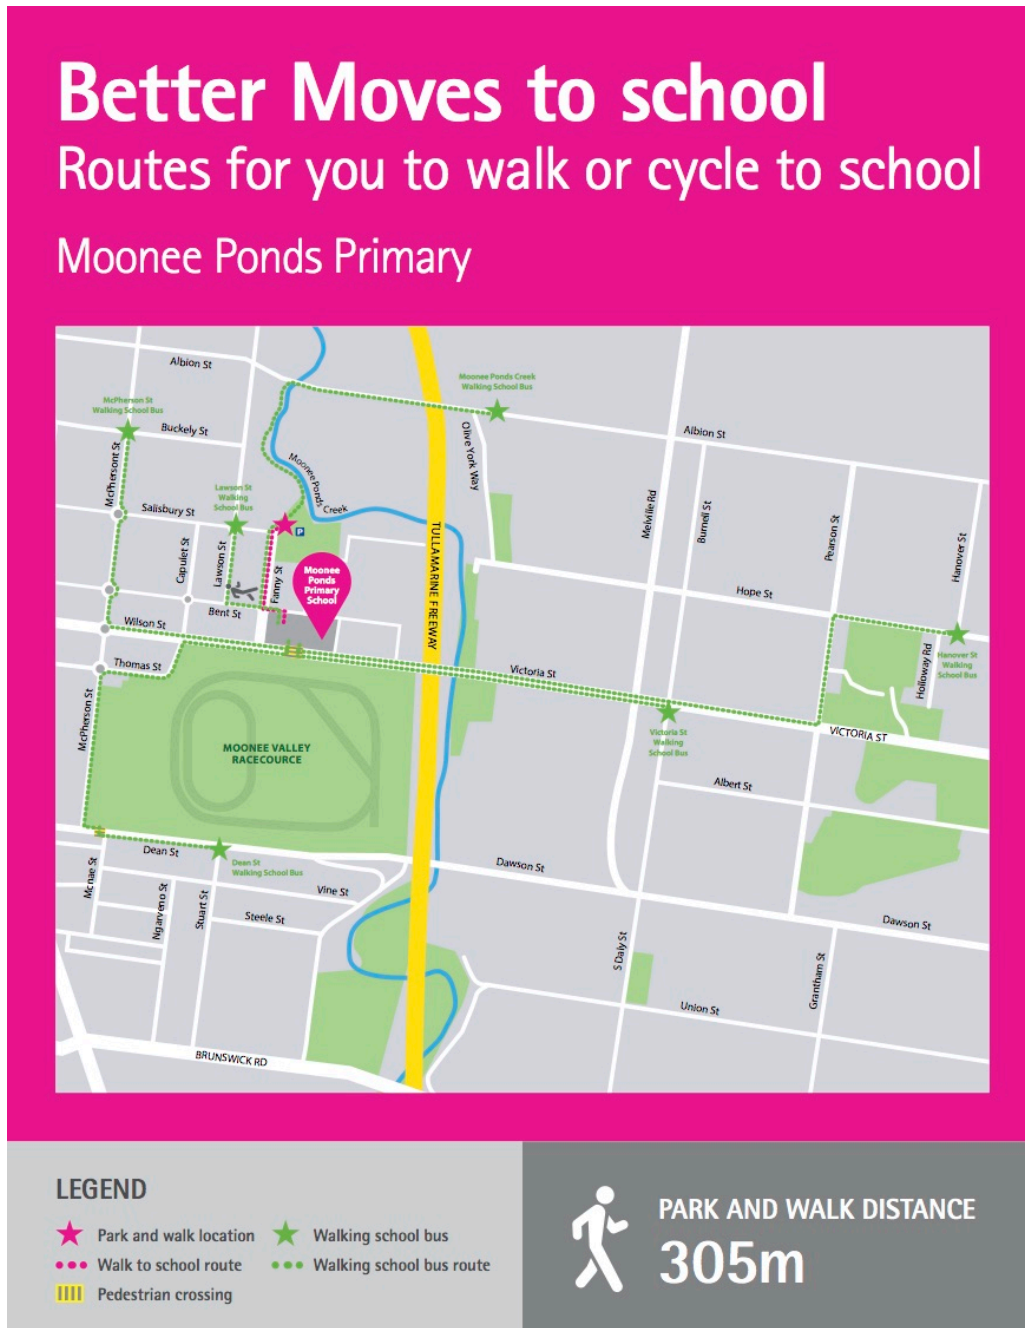 Better Moves to school
Routes for you to walk or cycle to school
Moonee Ponds Primary
Albion St
Moonee Ponds Creek
Walking School Bus
McPherson St
Walking School Bus
Buckely St
Olive York Way
Albion St
McPhersont St
Moonee Ponds
Creek
Lawson St
Walking
School Bus
Salisbury St
P
Melville Rd
Bunnell St
Pearson St
Hanover St
TULLAMARINE FREEWAY
Capulet St
Lawson St
Fanny St
Moonee
Ponds
Primary
School
Hope St
Bent St
Wilson St
Hanover St
Walking
School Bus
Holloway Rd
Thomas St
Victoria St
McPherson St
Victoria St
Walking
School Bus
VICTORIA ST
MOONEE VALLEY
RACECOURCE
Albert St
Dean St
Dean St
Walking School Bus
Dawson St
Mcnae St
Ngarveno St
Stuart St
Vine St
Steele St
Dawson St
S Daly St
Grantham St
Union St
BRUNSWICK RD
LEGEND
Park and walk location
Walking school bus
Walk to school route
Walking school bus route
Pedestrian crossing
PARK AND WALK DISTANCE
305m